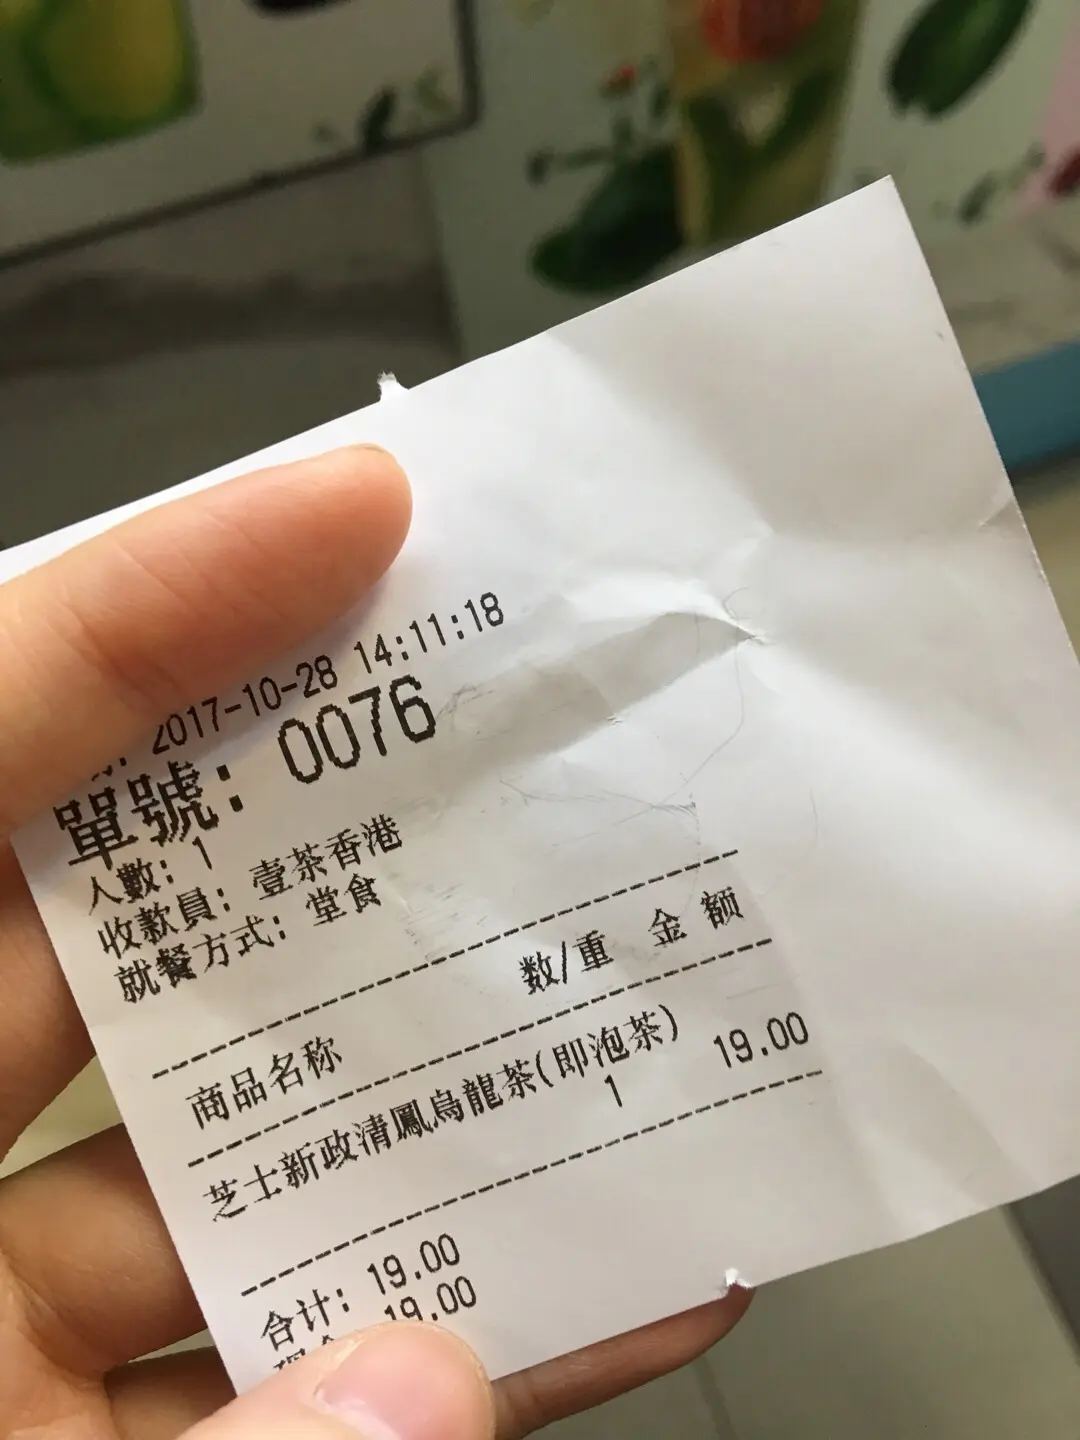 2017-10-28 14:11:18
單號: 0076
人數: 1
收款員: 壹茶香港
就餐方式: 堂食
商品名称 数/重 金 额
芝士新政清鳳烏龍茶(即泡茶)
1 19.00
合计: 19.00
19.00